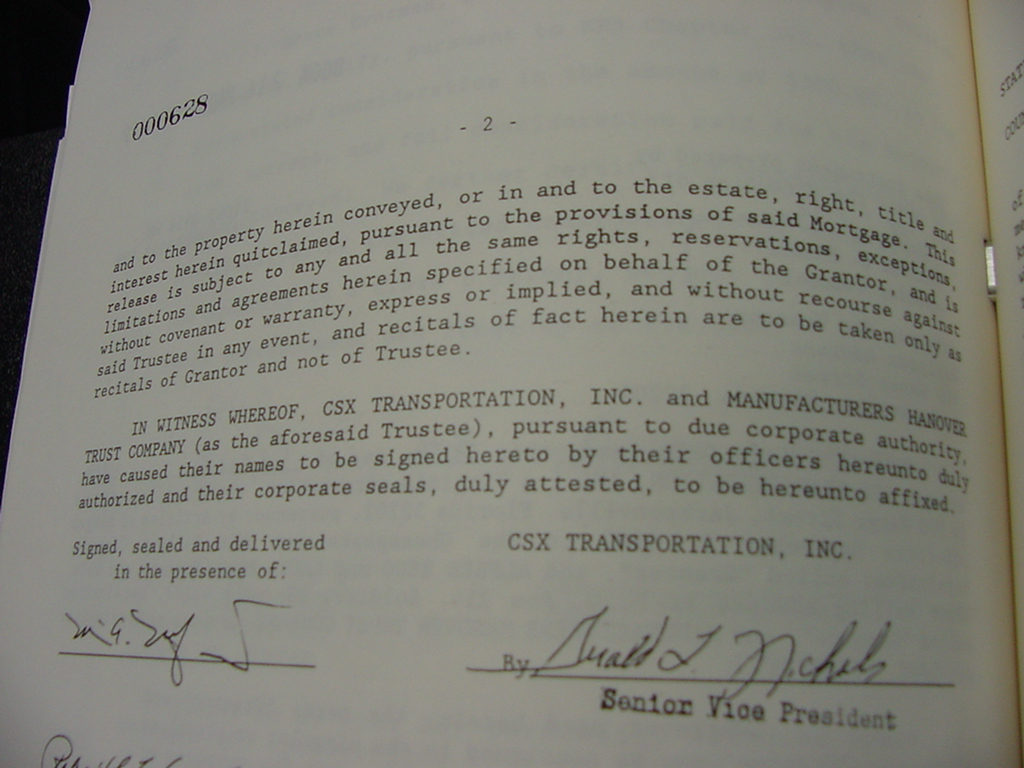 000628
- 2 -
and to the property herein conveyed, or in and to the estate, right, title and
interest herein quitclaimed, pursuant to the provisions of said Mortgage. This
release is subject to any and all the same rights, reservations, exceptions,
limitations and agreements herein specified on behalf of the Grantor, and is
without covenant or warranty, express or implied, and without recourse against
said Trustee in any event, and recitals of fact herein are to be taken only as
recitals of Grantor and not of Trustee.
IN WITNESS WHEREOF, CSX TRANSPORTATION, INC. and MANUFACTURERS HANOVER
TRUST COMPANY (as the aforesaid Trustee), pursuant to due corporate authority,
have caused their names to be signed hereto by their officers hereunto duly
authorized and their corporate seals, duly attested, to be hereunto affixed.
Signed, sealed and delivered
in the presence of:
CSX TRANSPORTATION, INC.
By Gerald L. Nichols
Senior Vice President